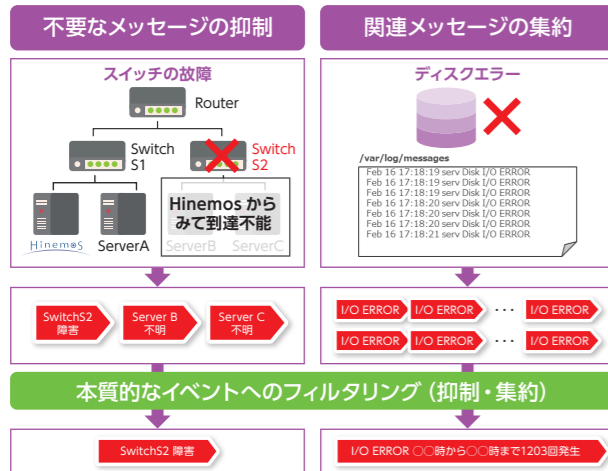 不要なメッセージの抑制
関連メッセージの集約
スイッチの故障
Router
Switch
S1
Switch
S2
Hinemos から
みて到達不能
Hinemos
ServerA
ServerB
ServerC
ディスクエラー
/var/log/messages
Feb 16 17:18:19 serv Disk I/O ERROR
Feb 16 17:18:19 serv Disk I/O ERROR
Feb 16 17:18:19 serv Disk I/O ERROR
Feb 16 17:18:20 serv Disk I/O ERROR
Feb 16 17:18:20 serv Disk I/O ERROR
Feb 16 17:18:20 serv Disk I/O ERROR
Feb 16 17:18:21 serv Disk I/O ERROR
SwitchS2
障害
Server B
不明
Server C
不明
I/O ERROR I/O ERROR ··· I/O ERROR
I/O ERROR I/O ERROR ··· I/O ERROR
本質的なイベントへのフィルタリング（抑制・集約）
SwitchS2 障害
I/O ERROR ○○時から○○時まで1203回発生